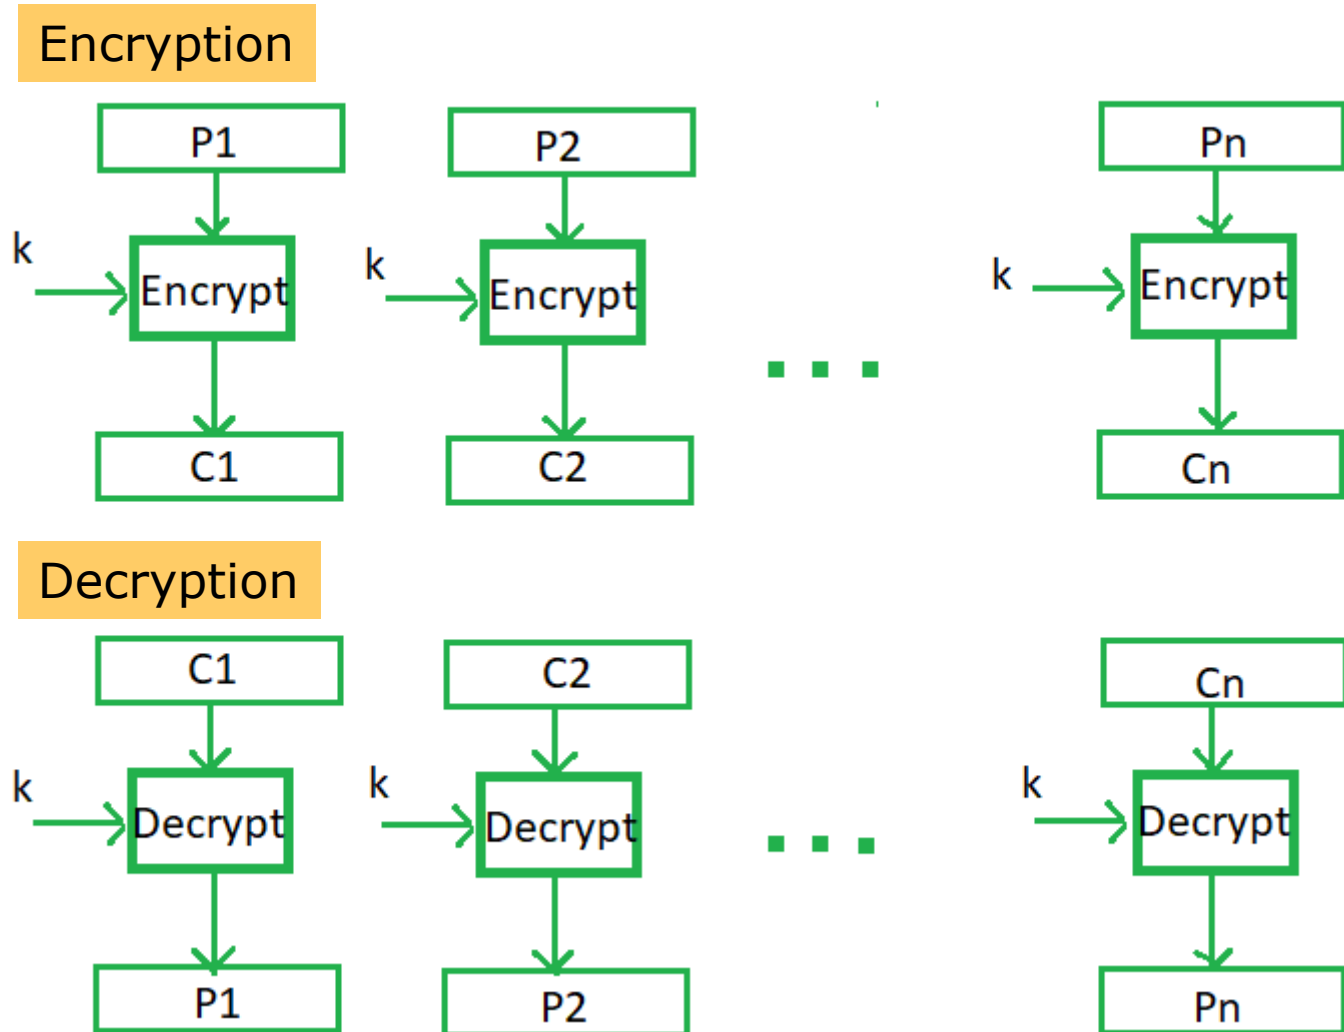 Encryption
P1 P2 Pn
k Encrypt k Encrypt k Encrypt
C1 C2 Cn
Decryption
C1 C2 Cn
k Decrypt k Decrypt k Decrypt
P1 P2 Pn